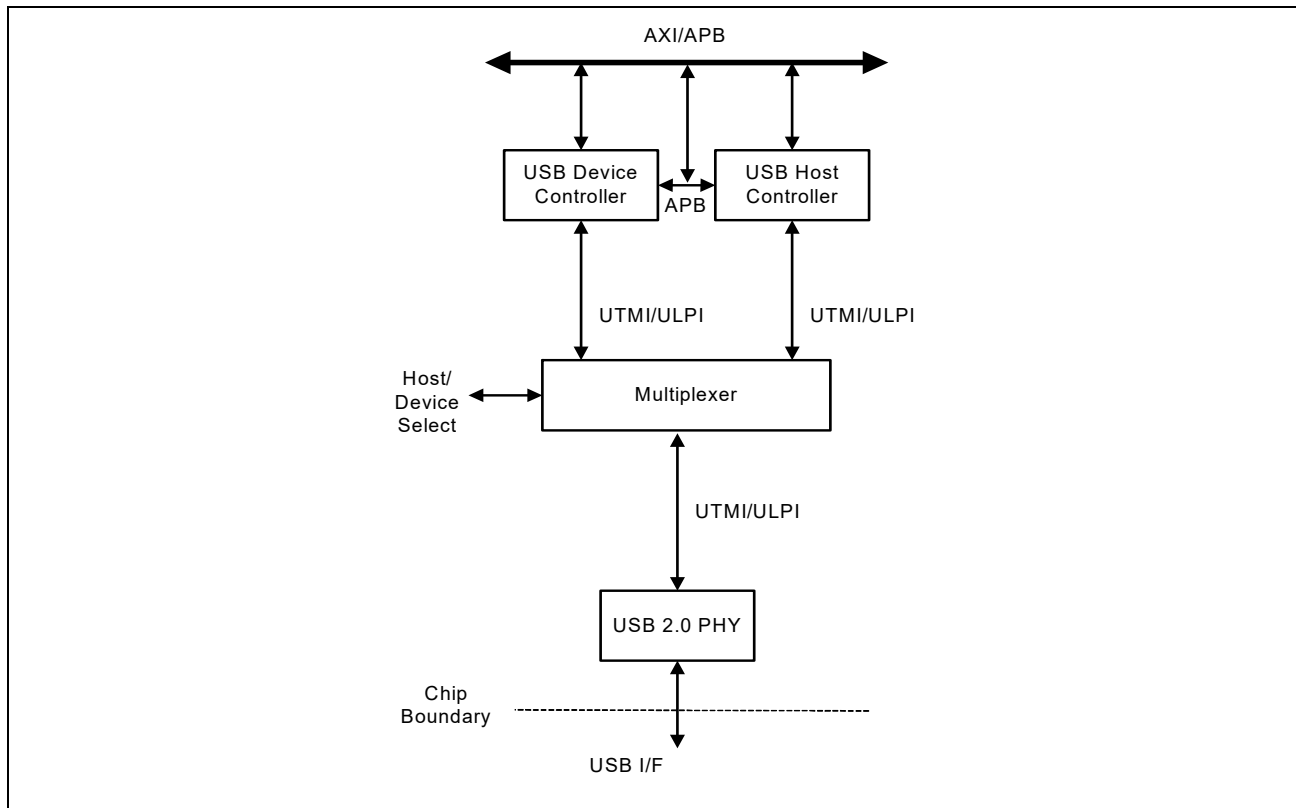 AXI/APB
USB Device
Controller
USB Host
Controller
APB
UTMI/ULPI
UTMI/ULPI
Host/
Device
Select
Multiplexer
UTMI/ULPI
USB 2.0 PHY
Chip
Boundary
USB I/F